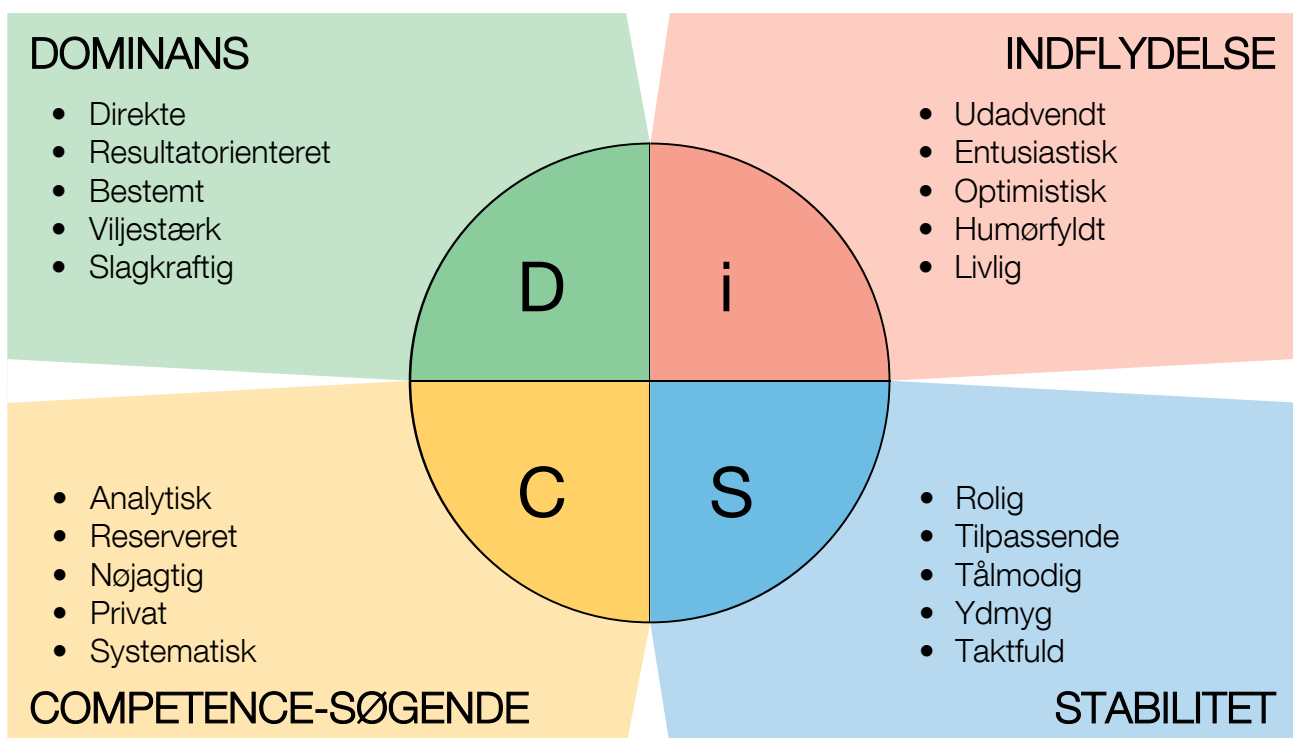 DOMINANS
• Direkte
• Resultatorienteret
• Bestemt
• Viljestærk
• Slagkraftig
INDFLYDELSE
• Udadvendt
• Entusiastisk
• Optimistisk
• Humørfyldt
• Livlig
D
i
C
S
• Analytisk
• Reserveret
• Nøjagtig
• Privat
• Systematisk
COMPETENCE-SØGENDE
• Rolig
• Tilpassende
• Tålmodig
• Ydmyg
• Taktfuld
STABILITET